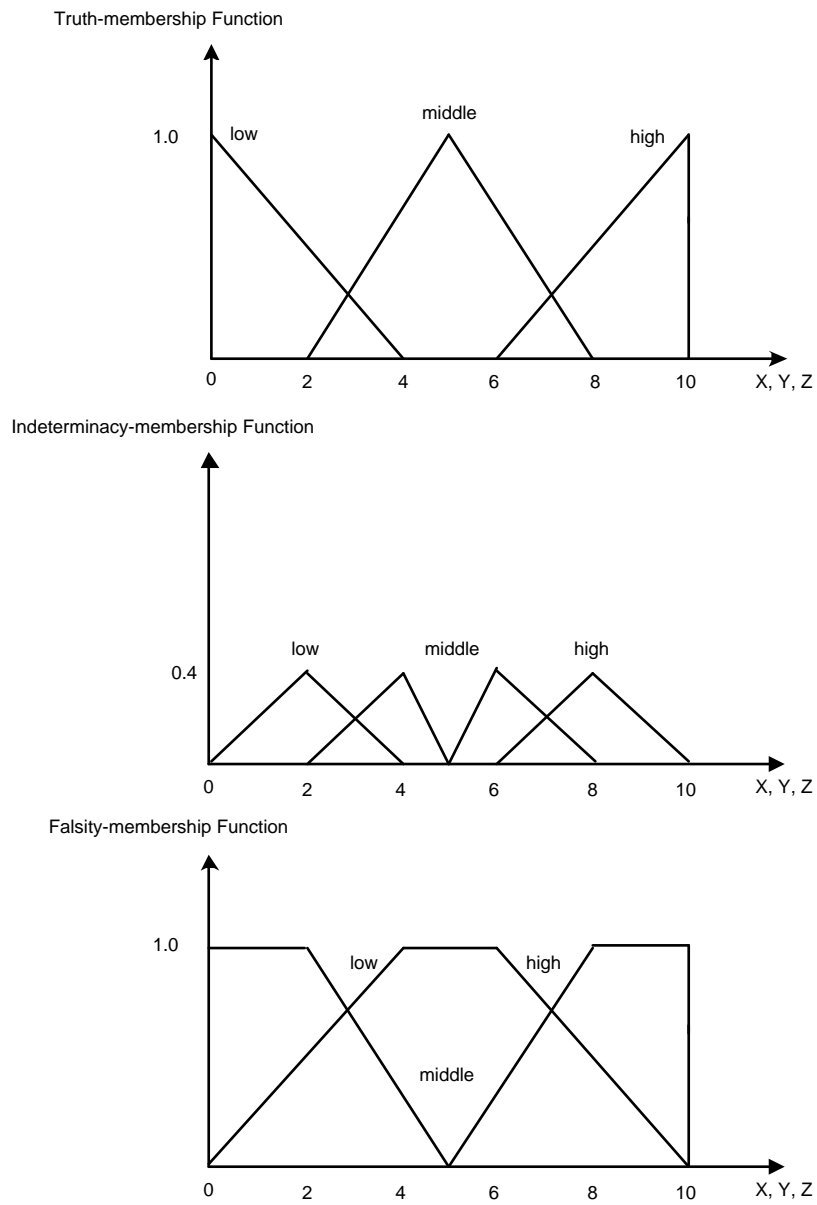 Truth-membership Function
middle
1.0
low
high
0 2 4 6 8 10 X, Y, Z
Indeterminacy-membership Function
low middle high
0.4
0 2 4 6 8 10 X, Y, Z
Falsity-membership Function
1.0
low high
middle
0 2 4 6 8 10 X, Y, Z